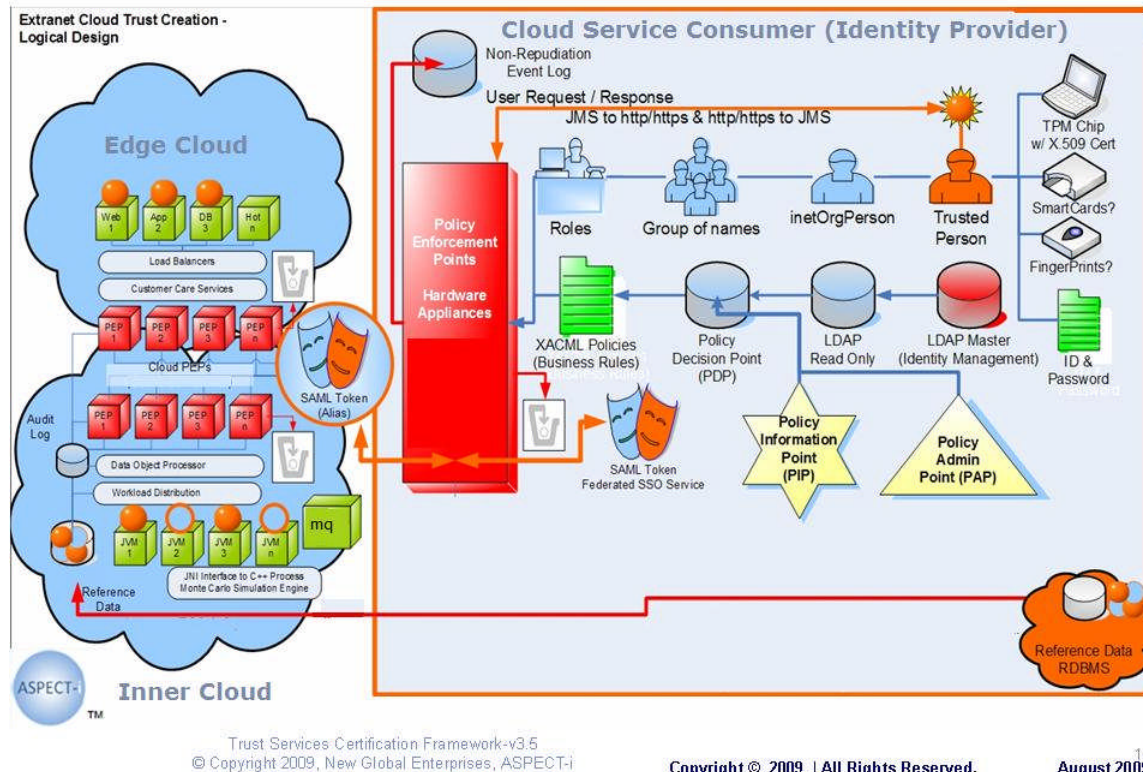 Extranet Cloud Trust Creation -
Logical Design
Cloud Service Consumer (Identity Provider)
Non-Repudiation
Event Log
User Request / Response
JMS to http/https & http/https to JMS
TPM Chip
w/ X.509 Cert
SmartCards?
FingerPrints?
ID &
Password
Roles
Group of names
inetOrgPerson
Trusted
Person
Policy
Enforcement
Points
Hardware
Appliances
XACML Policies
(Business Rules)
Policy
Decision Point
(PDP)
LDAP
Read Only
LDAP Master
(Identity Management)
SAML Token
Federated SSO Service
Policy
Information
Point
(PIP)
Policy
Admin
Point (PAP)
Reference Data
RDBMS
Edge Cloud
Web
1
App
2
DB
3
Hot
n
Load Balancers
Customer Care Services
PEP
1
PEP
2
PEP
3
PEP
n
Cloud PEPs
SAML Token
(Alias)
PEP
1
PEP
2
PEP
3
PEP
n
Audit
Log
Data Object Processor
Workload Distribution
JVM
1
JVM
2
JVM
3
JVM
n
mq
JNI Interface to C++ Process
Monte Carlo Simulation Engine
Reference
Data
ASPECT-i
TM
Inner Cloud
Trust Services Certification Framework-v3.5
© Copyright 2009, New Global Enterprises, ASPECT-i
Copyright © 2009 | All Rights Reserved.
August 2009
1